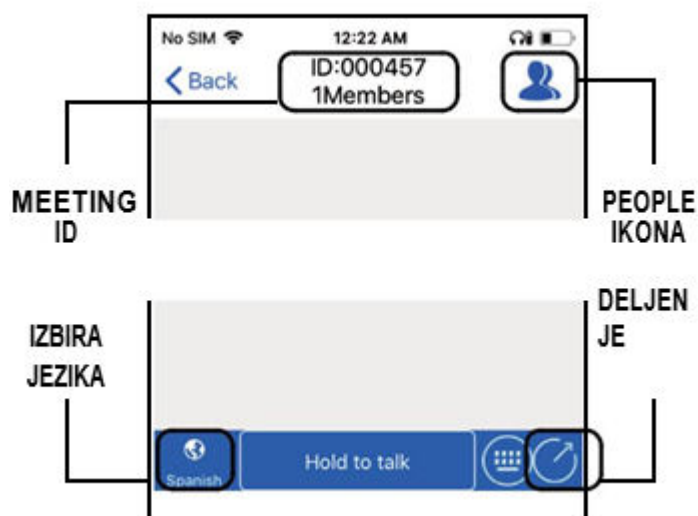 No SIM 12:22 AM
Back
ID:000457
1Members
MEETING
ID
PEOPLE
IKONA
IZBIRA
JEZIKA
DELJEN
JE
Spanish
Hold to talk